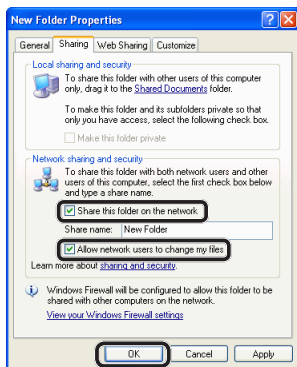 New Folder Properties
General Sharing Web Sharing Customize
Local sharing and security
To share this folder with other users of this computer
only, drag it to the Shared Documents folder.
To make this folder and its subfolders private so that
only you have access, select the following check box.
Make this folder private
Network sharing and security
To share this folder with both network users and other
users of this computer, select the first check box below
and type a share name.
Share this folder on the network
Share name: New Folder
Allow network users to change my files
Learn more about sharing and security.
Windows Firewall will be configured to allow this folder to be
shared with other computers on the network.
View your Windows Firewall settings
OK Cancel Apply